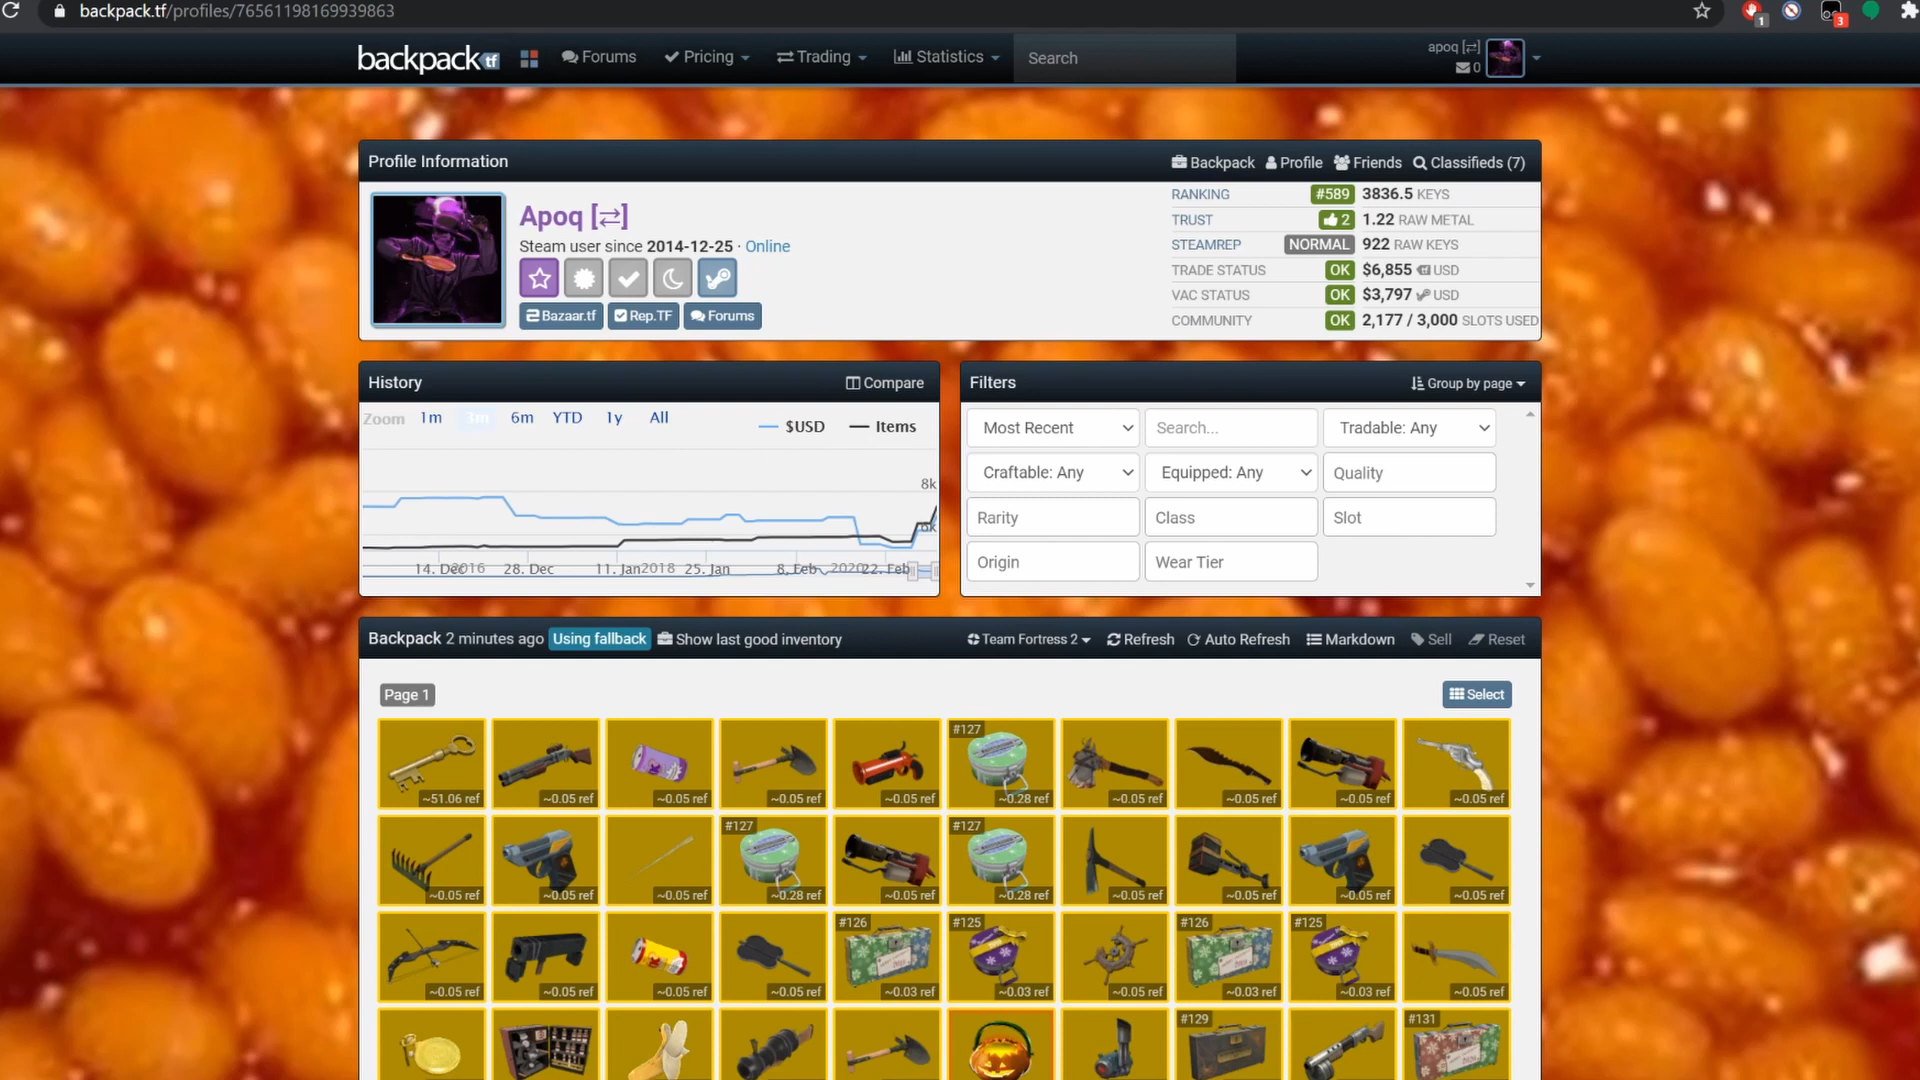 backpack.tf/profiles/76561198169939863
1
3
backpack tf
Forums
Pricing
Trading
Statistics
Search
apoq [⇄]
0
Profile Information
Backpack Profile Friends Classifieds (7)
Apoq [⇄]
Steam user since 2014-12-25 · Online
Bazaar.tf Rep.TF Forums
RANKING #589 3836.5 KEYS
TRUST 2 1.22 RAW METAL
STEAMREP NORMAL 922 RAW KEYS
TRADE STATUS OK $6,855 USD
VAC STATUS OK $3,797 USD
COMMUNITY OK 2,177 / 3,000 SLOTS USED
History
Compare
Zoom 1m 3m 6m YTD 1y All
$USD Items
8k
6k
14. Dec 28. Dec 11. Jan 25. Jan 8. Feb 22. Feb
2016 2018 2020
Filters
Group by page
Most Recent Search... Tradable: Any
Craftable: Any Equipped: Any Quality
Rarity Class Slot
Origin Wear Tier
Backpack 2 minutes ago Using fallback Show last good inventory
Team Fortress 2 Refresh Auto Refresh Markdown Sell Reset
Page 1
Select
#127
~51.06 ref ~0.05 ref ~0.05 ref ~0.05 ref ~0.05 ref ~0.28 ref ~0.05 ref ~0.05 ref ~0.05 ref ~0.05 ref
#127 #127
~0.05 ref ~0.05 ref ~0.05 ref ~0.28 ref ~0.05 ref ~0.28 ref ~0.05 ref ~0.05 ref ~0.05 ref ~0.05 ref
#126 #125 #126 #125
~0.05 ref ~0.05 ref ~0.05 ref ~0.05 ref ~0.03 ref ~0.03 ref ~0.05 ref ~0.03 ref ~0.03 ref ~0.05 ref
#129 #131